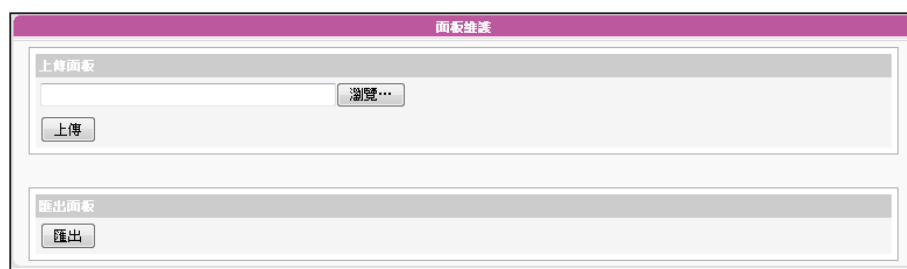 面板維護
上傳面板
瀏覽…
上傳
匯出面板
匯出